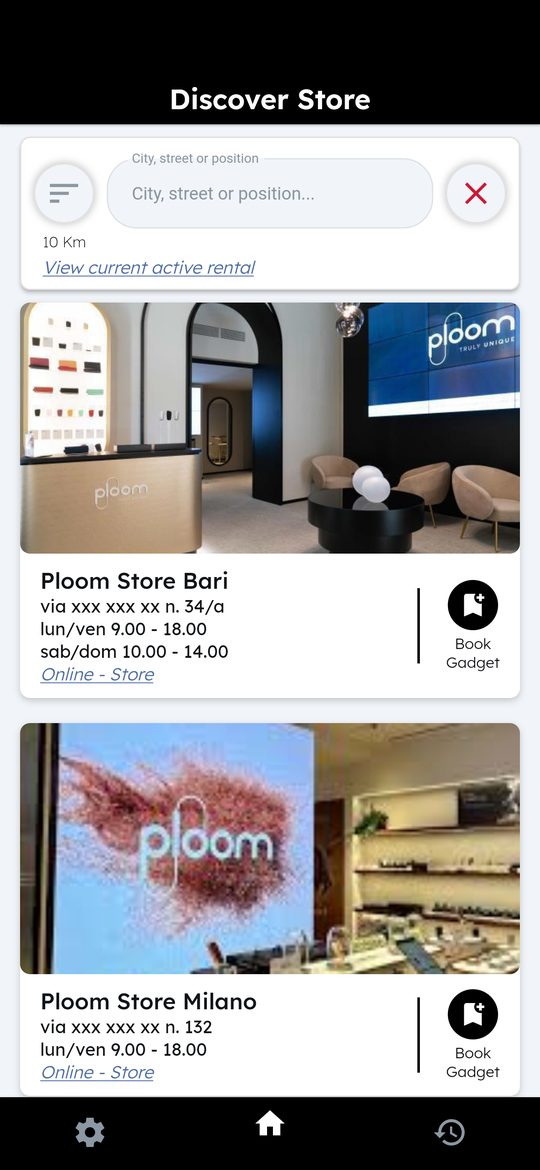 Discover Store
City, street or position
City, street or position...
10 Km
View current active rental
ploom
TRULY UNIQUE
ploom
Ploom Store Bari
via xxx xxx xx n. 34/a
lun/ven 9.00 - 18.00
sab/dom 10.00 - 14.00
Online - Store
Book
Gadget
ploom
Ploom Store Milano
via xxx xxx xx n. 132
lun/ven 9.00 - 18.00
Online - Store
Book
Gadget